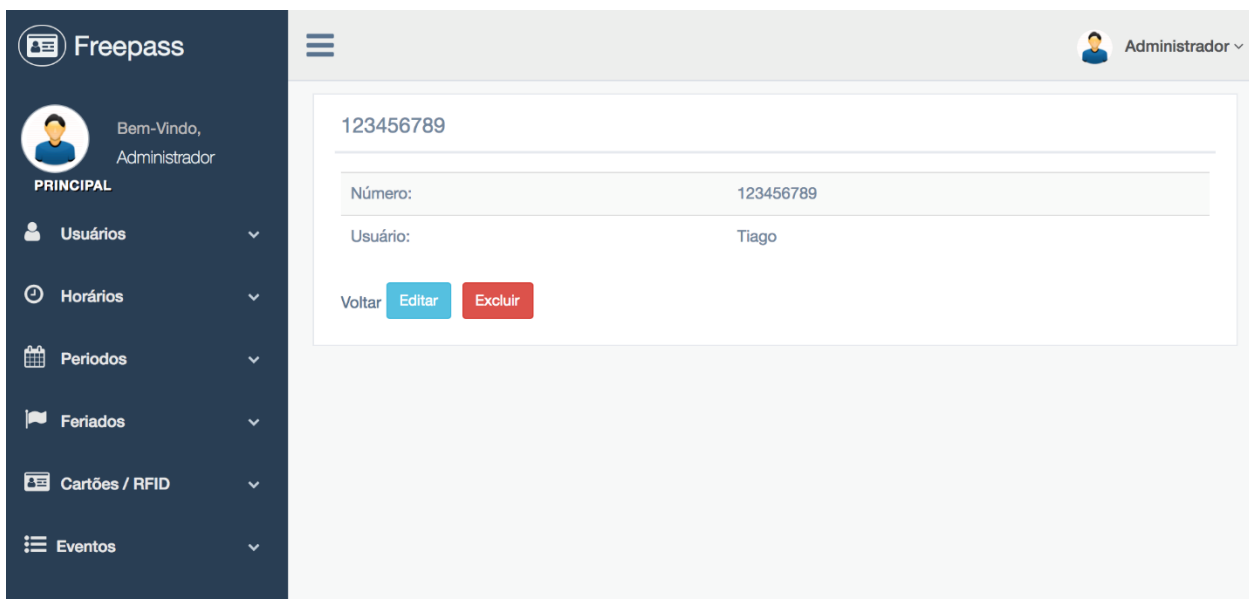 Freepass
Administrador
Bem-Vindo,
Administrador
PRINCIPAL
Usuários
Horários
Periodos
Feriados
Cartões / RFID
Eventos
123456789
Número: 123456789
Usuário: Tiago
Voltar Editar Excluir